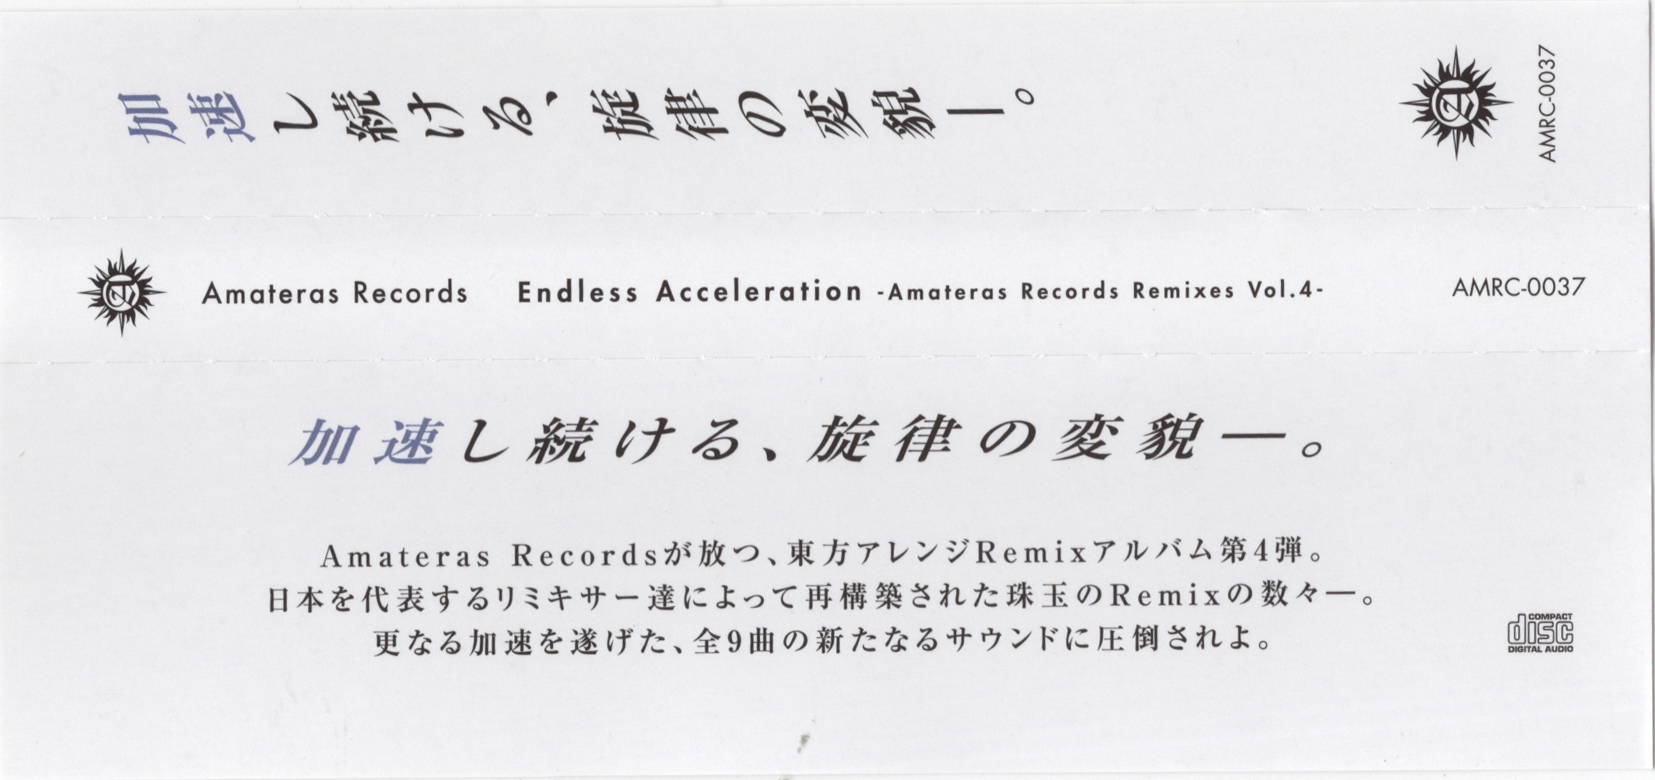 加速し続ける、旋律の変貌―。
AMRC-0037
Amateras Records Endless Acceleration -Amateras Records Remixes Vol.4- AMRC-0037
加速し続ける、旋律の変貌―。
Amateras Recordsが放つ、東方アレンジRemixアルバム第4弾。
日本を代表するリミキサー達によって再構築された珠玉のRemixの数々―。
更なる加速を遂げた、全9曲の新たなるサウンドに圧倒されよ。
COMPACT
disc
DIGITAL AUDIO